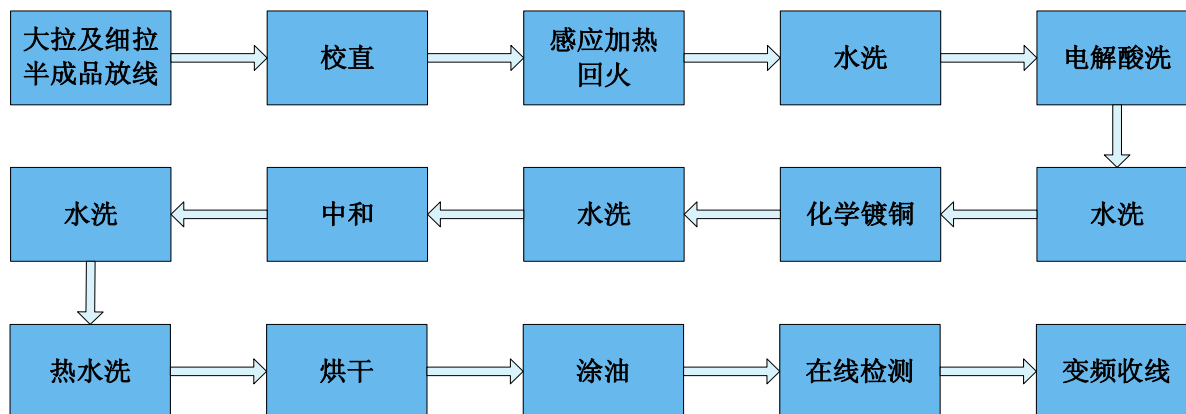 大拉及细拉
半成品放线
校直
感应加热
回火
水洗
电解酸洗
水洗
化学镀铜
水洗
中和
水洗
热水洗
烘干
涂油
在线检测
变频收线